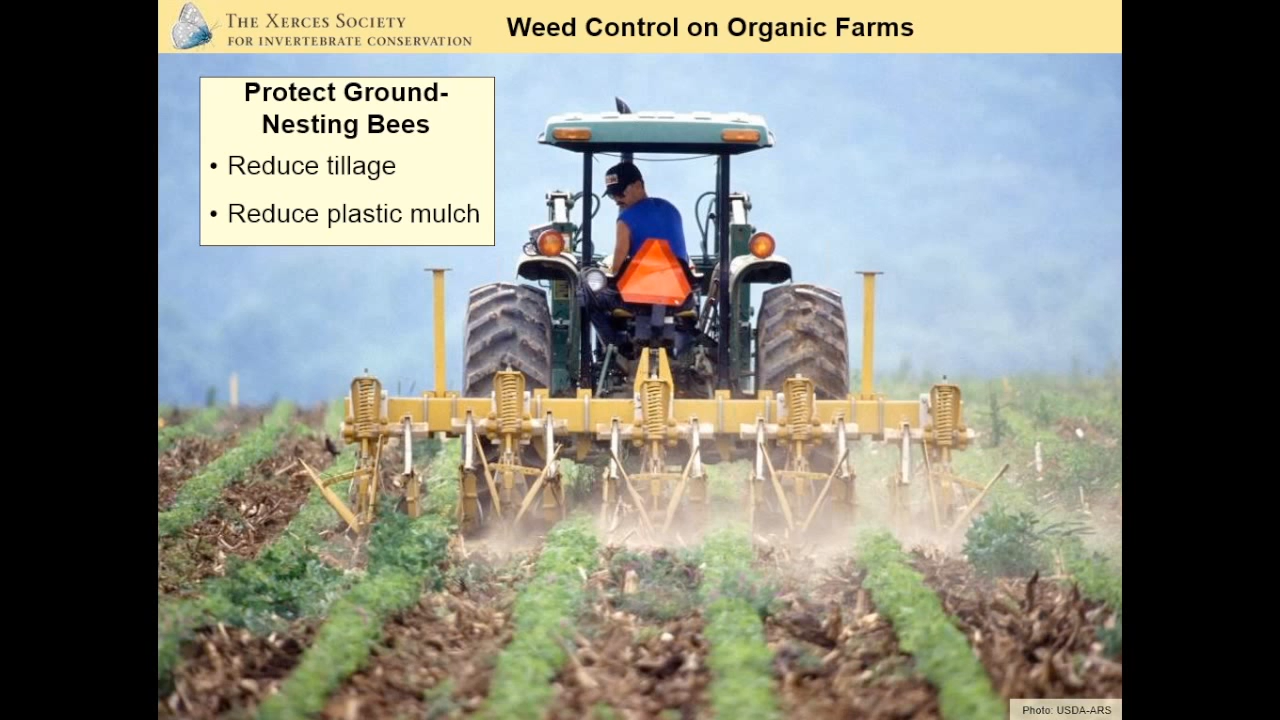 THE XERCES SOCIETY
FOR INVERTEBRATE CONSERVATION
Weed Control on Organic Farms
Protect Ground-
Nesting Bees
• Reduce tillage
• Reduce plastic mulch
Photo: USDA-ARS